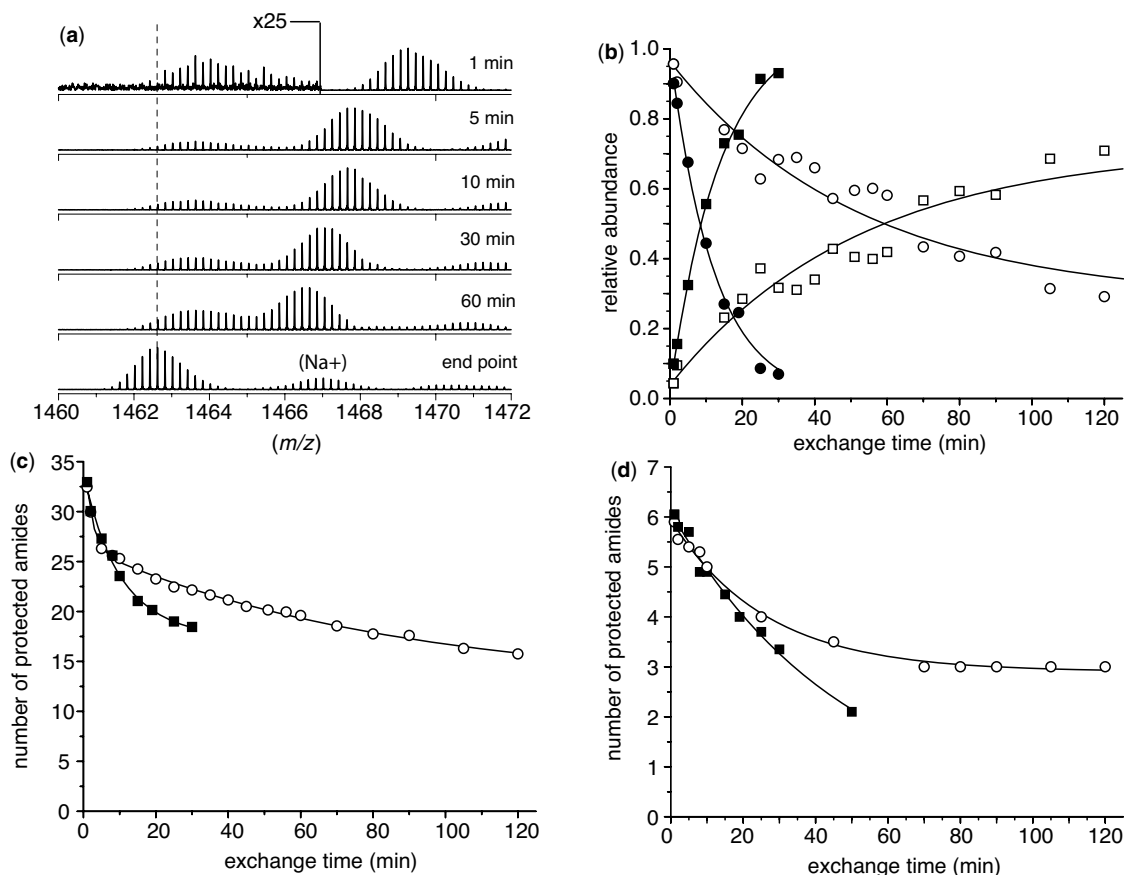 (a)
x25
1 min
5 min
10 min
30 min
60 min
(Na+)
end point
1460 1462 1464 1466 1468 1470 1472
(m/z)
(b)
relative abundance
1.0
0.8
0.6
0.4
0.2
0.0
0 20 40 60 80 100 120
exchange time (min)
(c)
number of protected amides
35
30
25
20
15
10
5
0
0 20 40 60 80 100 120
exchange time (min)
(d)
number of protected amides
7
6
5
4
3
2
1
0
0 20 40 60 80 100 120
exchange time (min)